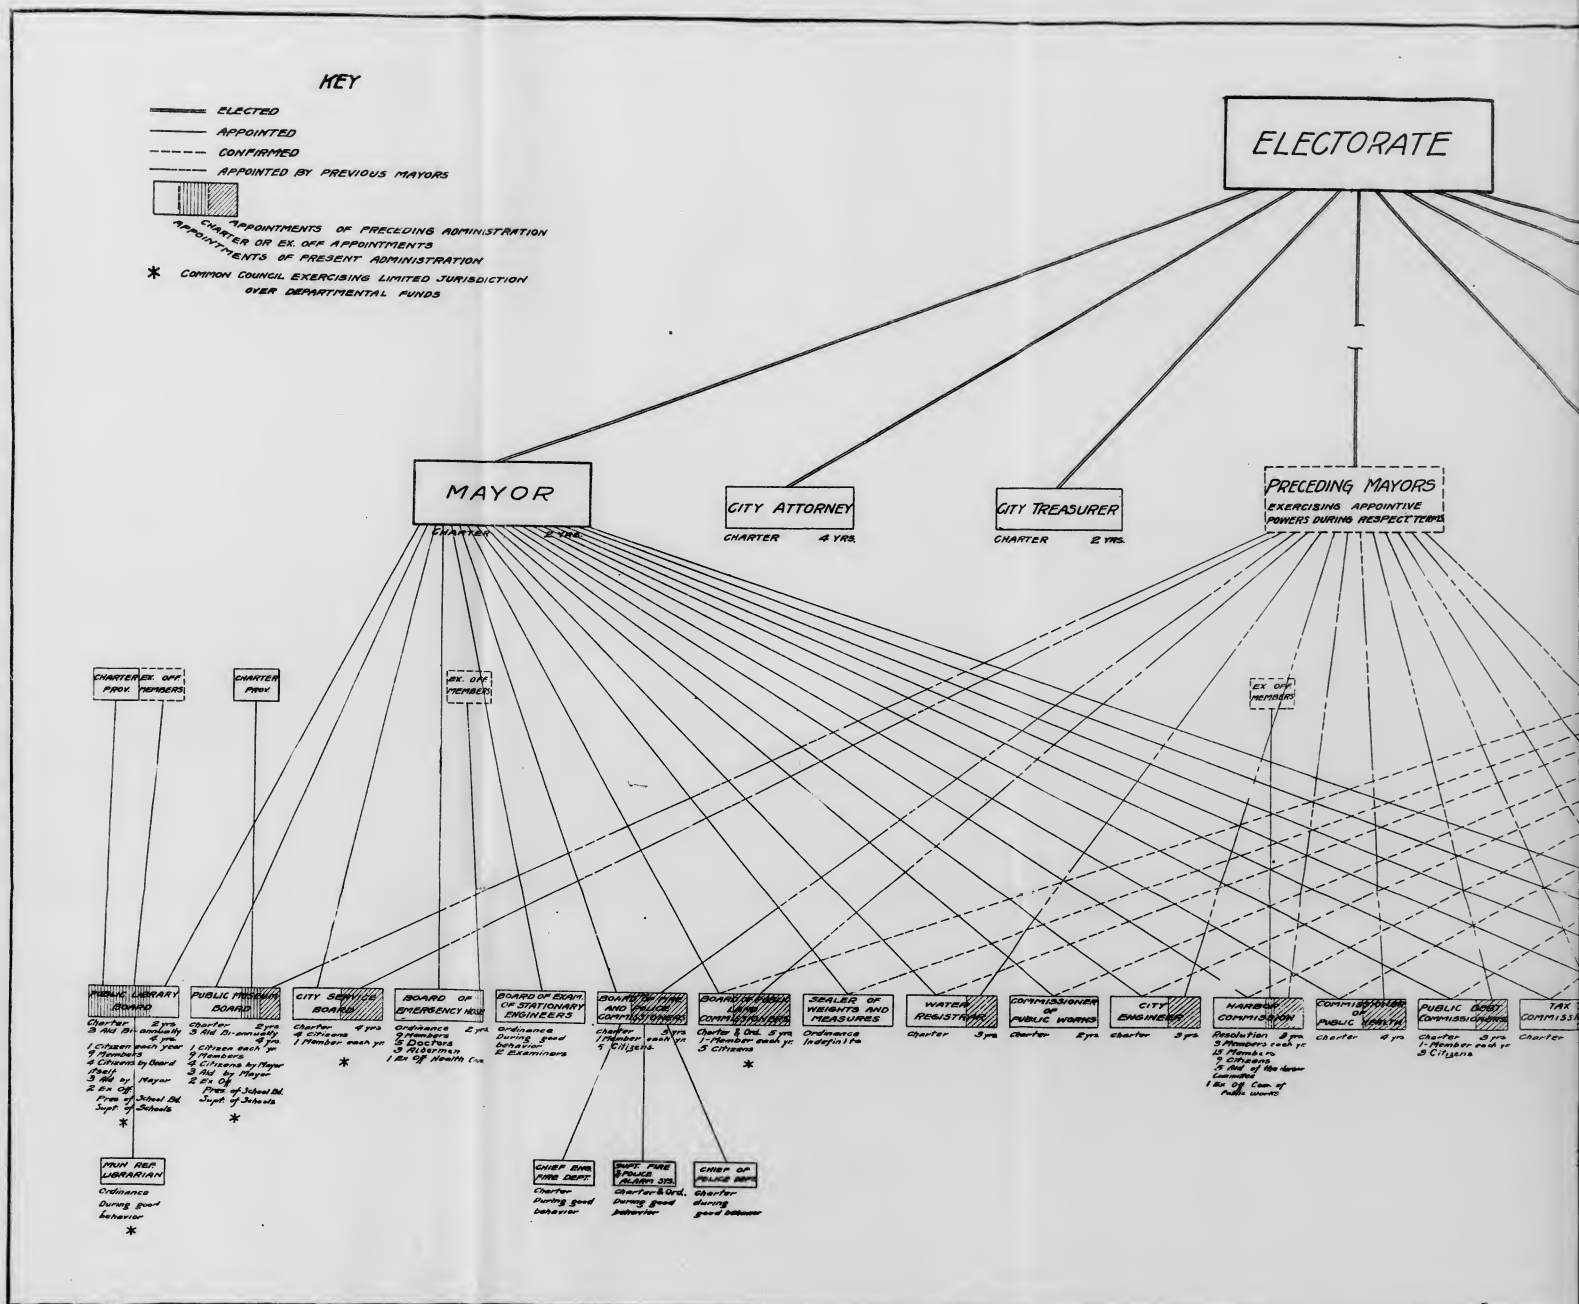 KEY
ELECTED
APPOINTED
CONFIRMED
APPOINTED BY PREVIOUS MAYORS
APPOINTMENTS OF PRECEDING ADMINISTRATION
CHARTER OR EX. OFF APPOINTMENTS
APPOINTMENTS OF PRESENT ADMINISTRATION
* COMMON COUNCIL EXERCISING LIMITED JURISDICTION
OVER DEPARTMENTAL FUNDS
ELECTORATE
MAYOR
CHARTER 2 YRS.
CITY ATTORNEY
CHARTER 4 YRS.
CITY TREASURER
CHARTER 2 YRS.
PRECEDING MAYORS
EXERCISING APPOINTIVE
POWERS DURING RESPECT TERMS
CHARTER
PROV.
EX. OFF.
MEMBERS
CHARTER
PROV.
EX. OFF
MEMBERS
EX OFF
MEMBERS
PUBLIC LIBRARY
BOARD
Charter 2 yrs
3 Ald Bi-annually
4 yrs.
1 Citizen each year
9 Members
4 Citizens by Board
itself
3 Ald by Mayor
2 Ex Off.
Pres of School Bd.
Supt. of Schools
*
PUBLIC MUSEUM
BOARD
Charter 2 yrs
3 Ald Bi-annually
4 yrs.
1 Citizen each yr.
9 Members
4 Citizens by Mayor
3 Ald by Mayor
2 Ex Off
Pres. of School Bd.
Supt. of Schools
*
CITY SERVICE
BOARD
Charter 4 yrs
4 Citizens
1 Member each yr.
*
BOARD OF
EMERGENCY HOSP.
Ordinance 2 yrs.
9 Members
5 Doctors
3 Aldermen
1 Ex Off Health Com
BOARD OF EXAM.
OF STATIONARY
ENGINEERS
Ordinance
During good
behavior
2 Examiners
BOARD OF FIRE
AND POLICE
COMMISSIONERS
Charter 5 yrs
1 Member each yr
5 Citizens
BOARD OF PUBLIC
LAND
COMMISSIONERS
Charter & Ord. 5 yrs
1-Member each yr.
5 Citizens
*
SEALER OF
WEIGHTS AND
MEASURES
Ordinance
Indefinite
WATER
REGISTRAR
Charter 3 yrs
COMMISSIONER
OF
PUBLIC WORKS
Charter 2 yrs
CITY
ENGINEER
Charter 3 yrs
HARBOR
COMMISSION
Resolution 3 yrs
3 Members each yr.
15 Members
9 Citizens
5 Ald of the Harbor
Committee
1 Ex Off Com. of
Public Works
COMMISSIONER
OF
PUBLIC HEALTH
Charter 4 yrs
PUBLIC DEBT
COMMISSIONERS
Charter 3 yrs
1-Member each yr
3 Citizens
TAX
Charter
MUN REF.
LIBRARIAN
Ordinance
During good
behavior
*
CHIEF ENG.
FIRE DEPT.
Charter
During good
behavior
SUPT. FIRE
& POLICE
ALARM SYS.
Charter & Ord.
During good
behavior
CHIEF OF
POLICE DEPT.
Charter
during
good behavior